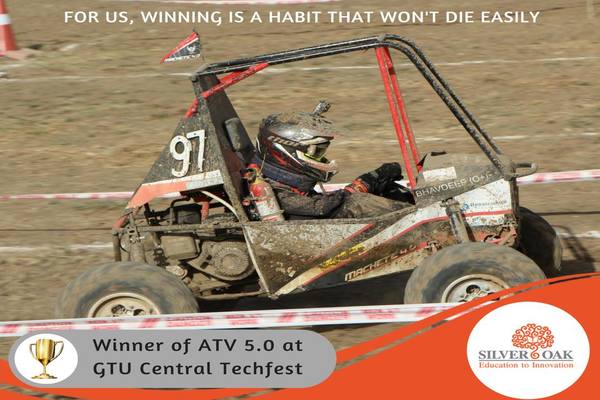 FOR US, WINNING IS A HABIT THAT WON'T DIE EASILY
97
BHAVDEEP
MACHETE
Winner of ATV 5.0 at
GTU Central Techfest
SILVER OAK
Education to Innovation